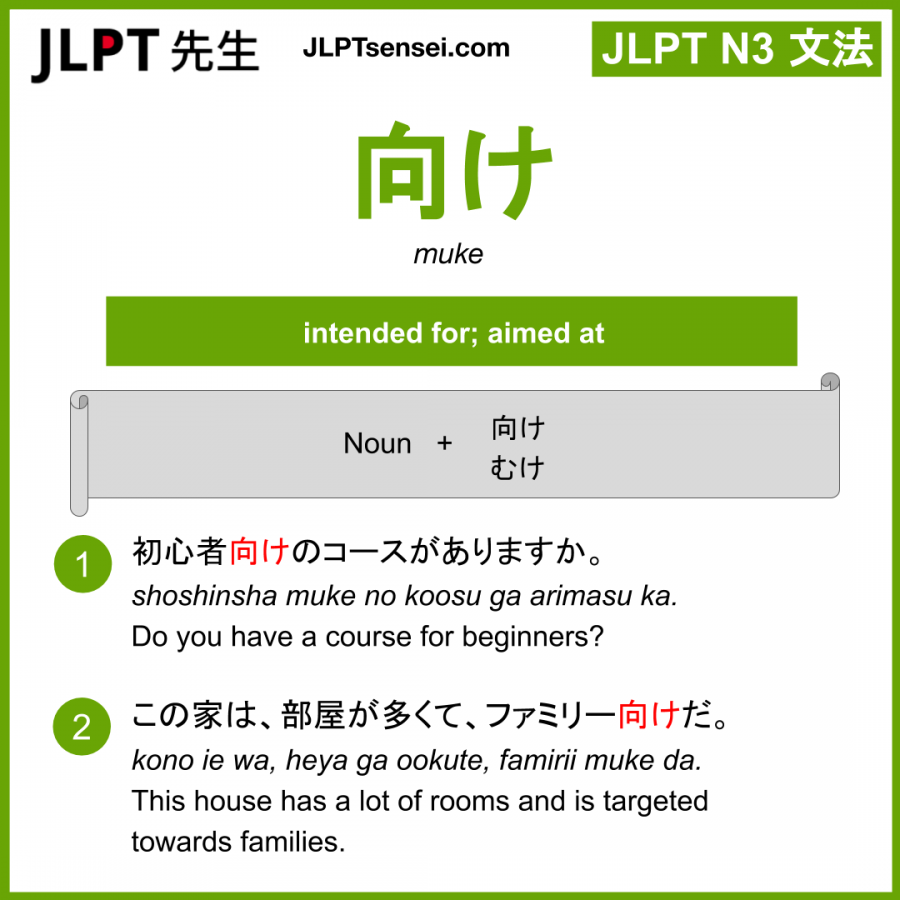 JLPT 先生
JLPTsensei.com
JLPT N3 文法
向け
muke
intended for; aimed at
Noun + 向け
むけ
1 初心者向けのコースがありますか。
shoshinsha muke no koosu ga arimasu ka.
Do you have a course for beginners?
2 この家は、部屋が多くて、ファミリー向けだ。
kono ie wa, heya ga ookute, famirii muke da.
This house has a lot of rooms and is targeted
towards families.